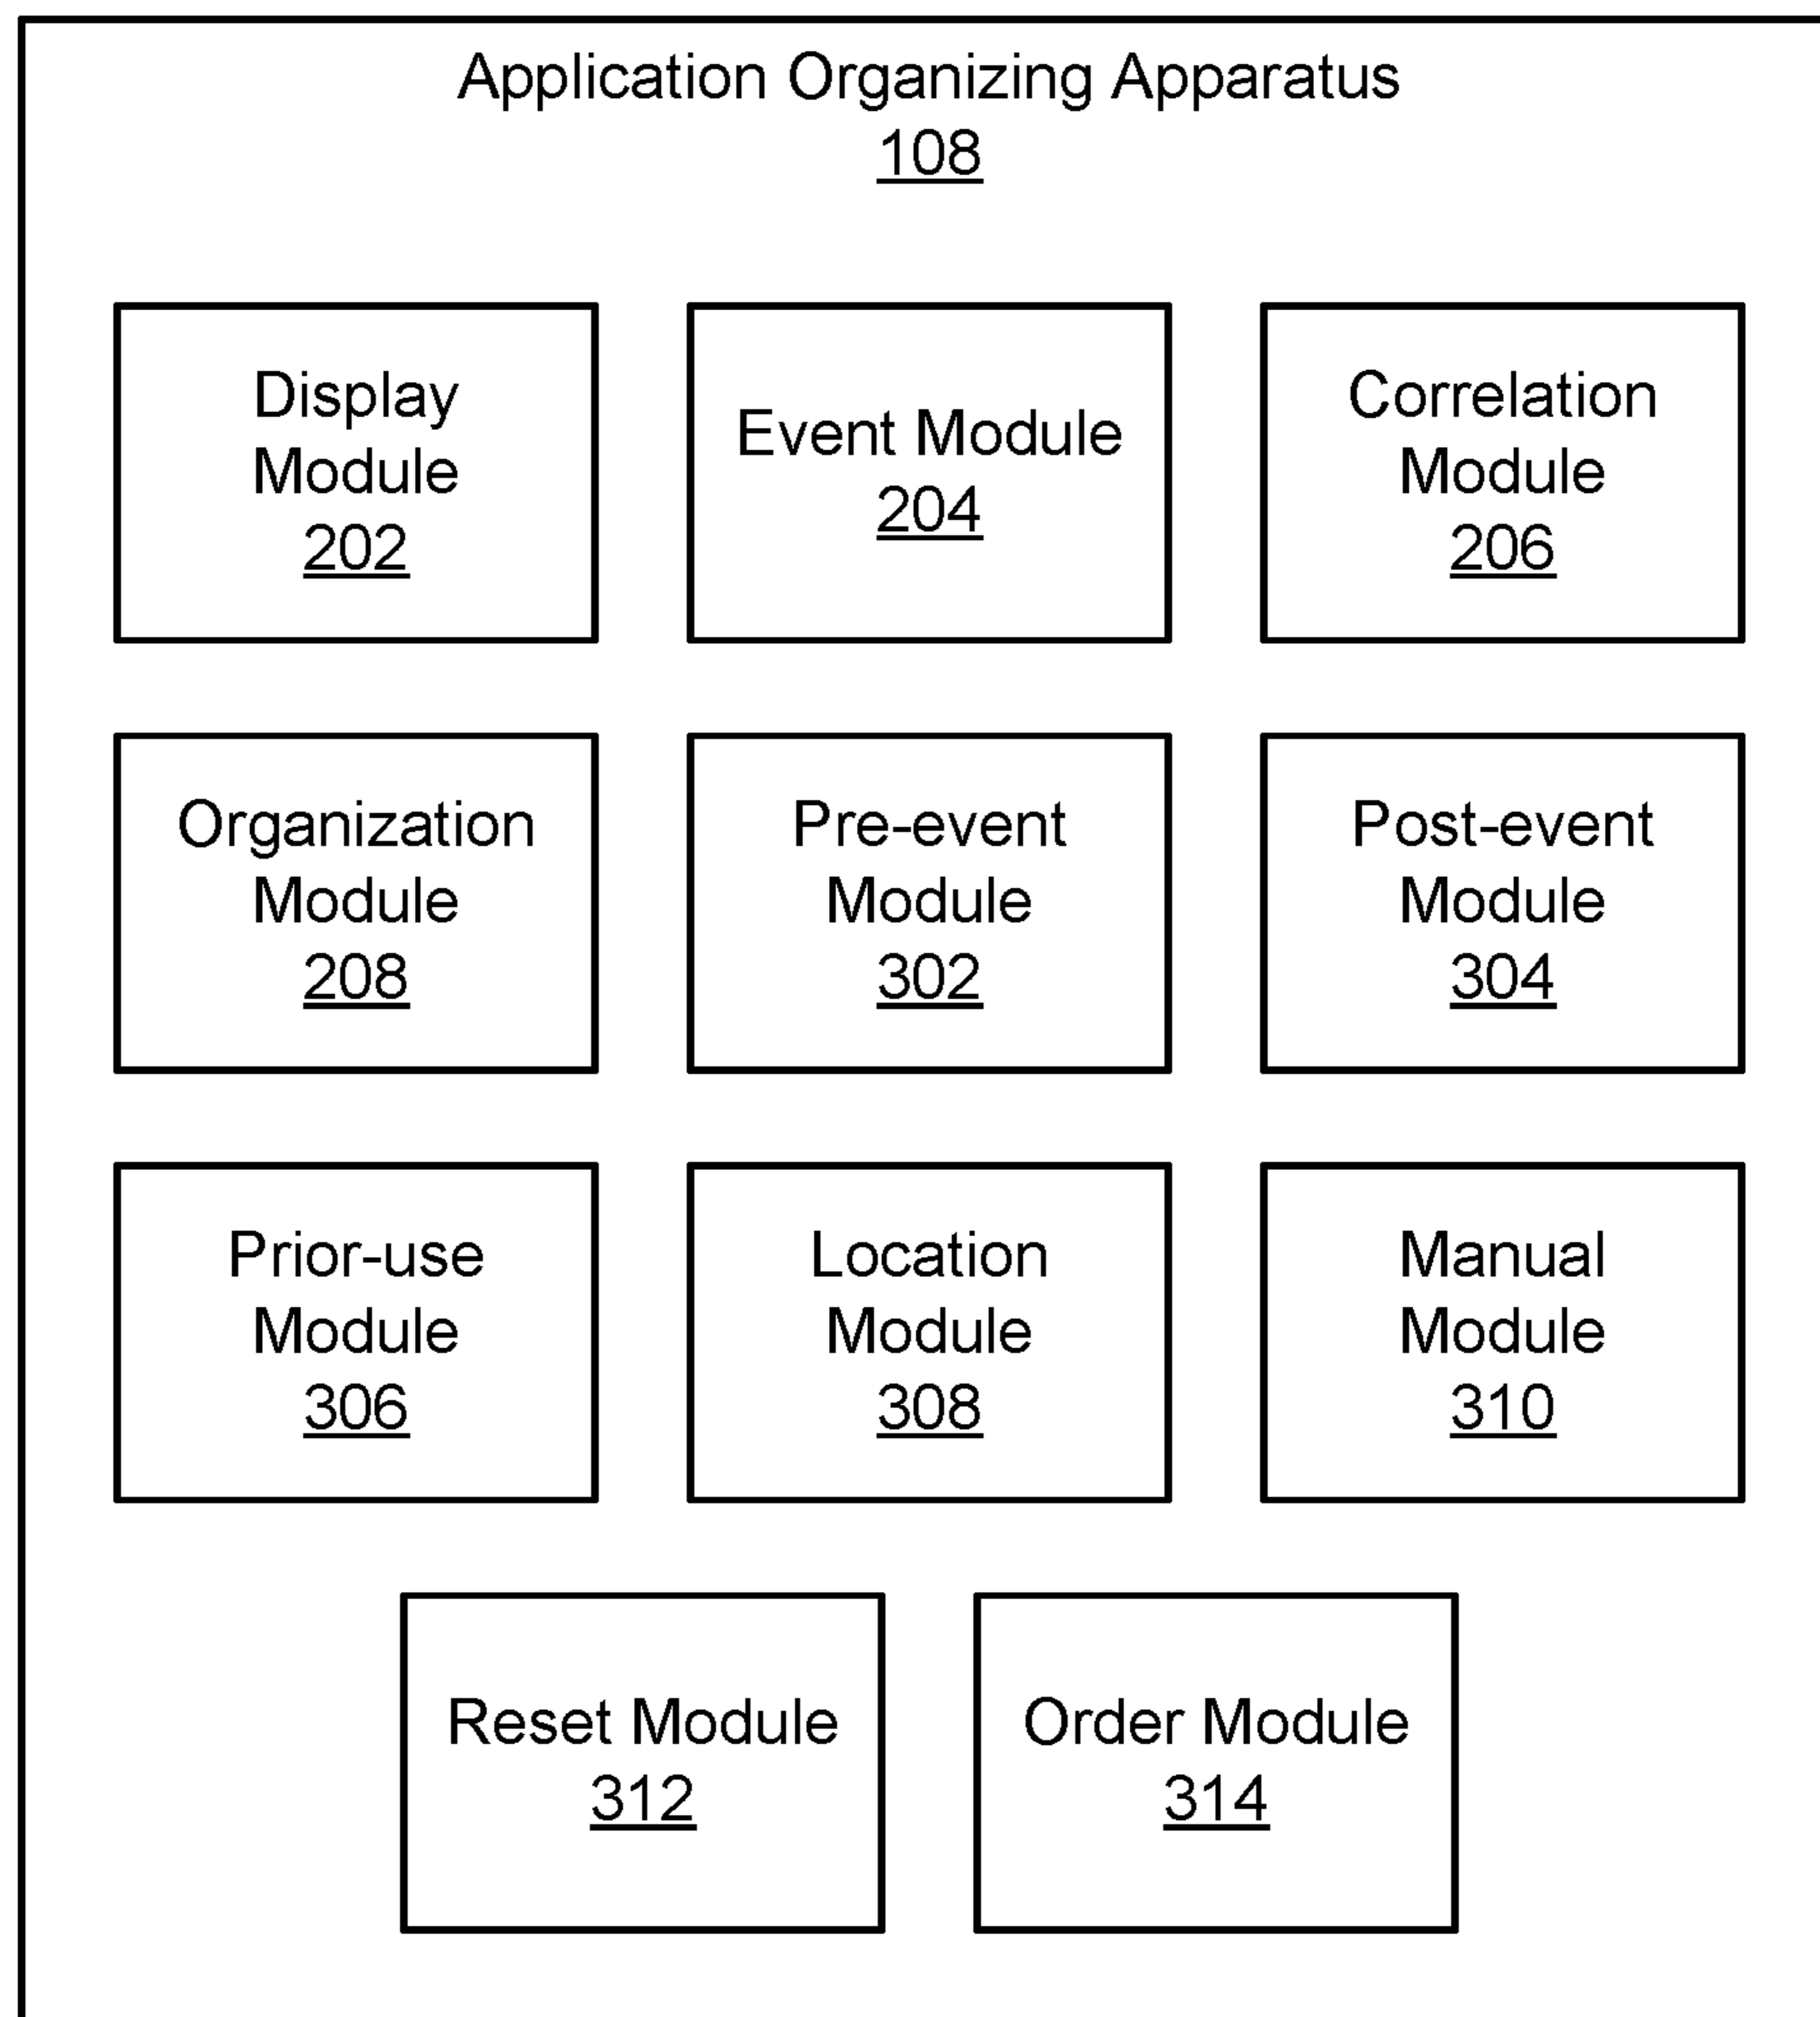 Application Organizing Apparatus
108
Display
Module
202
Event Module
204
Correlation
Module
206
Organization
Module
208
Pre-event
Module
302
Post-event
Module
304
Prior-use
Module
306
Location
Module
308
Manual
Module
310
Reset Module
312
Order Module
314